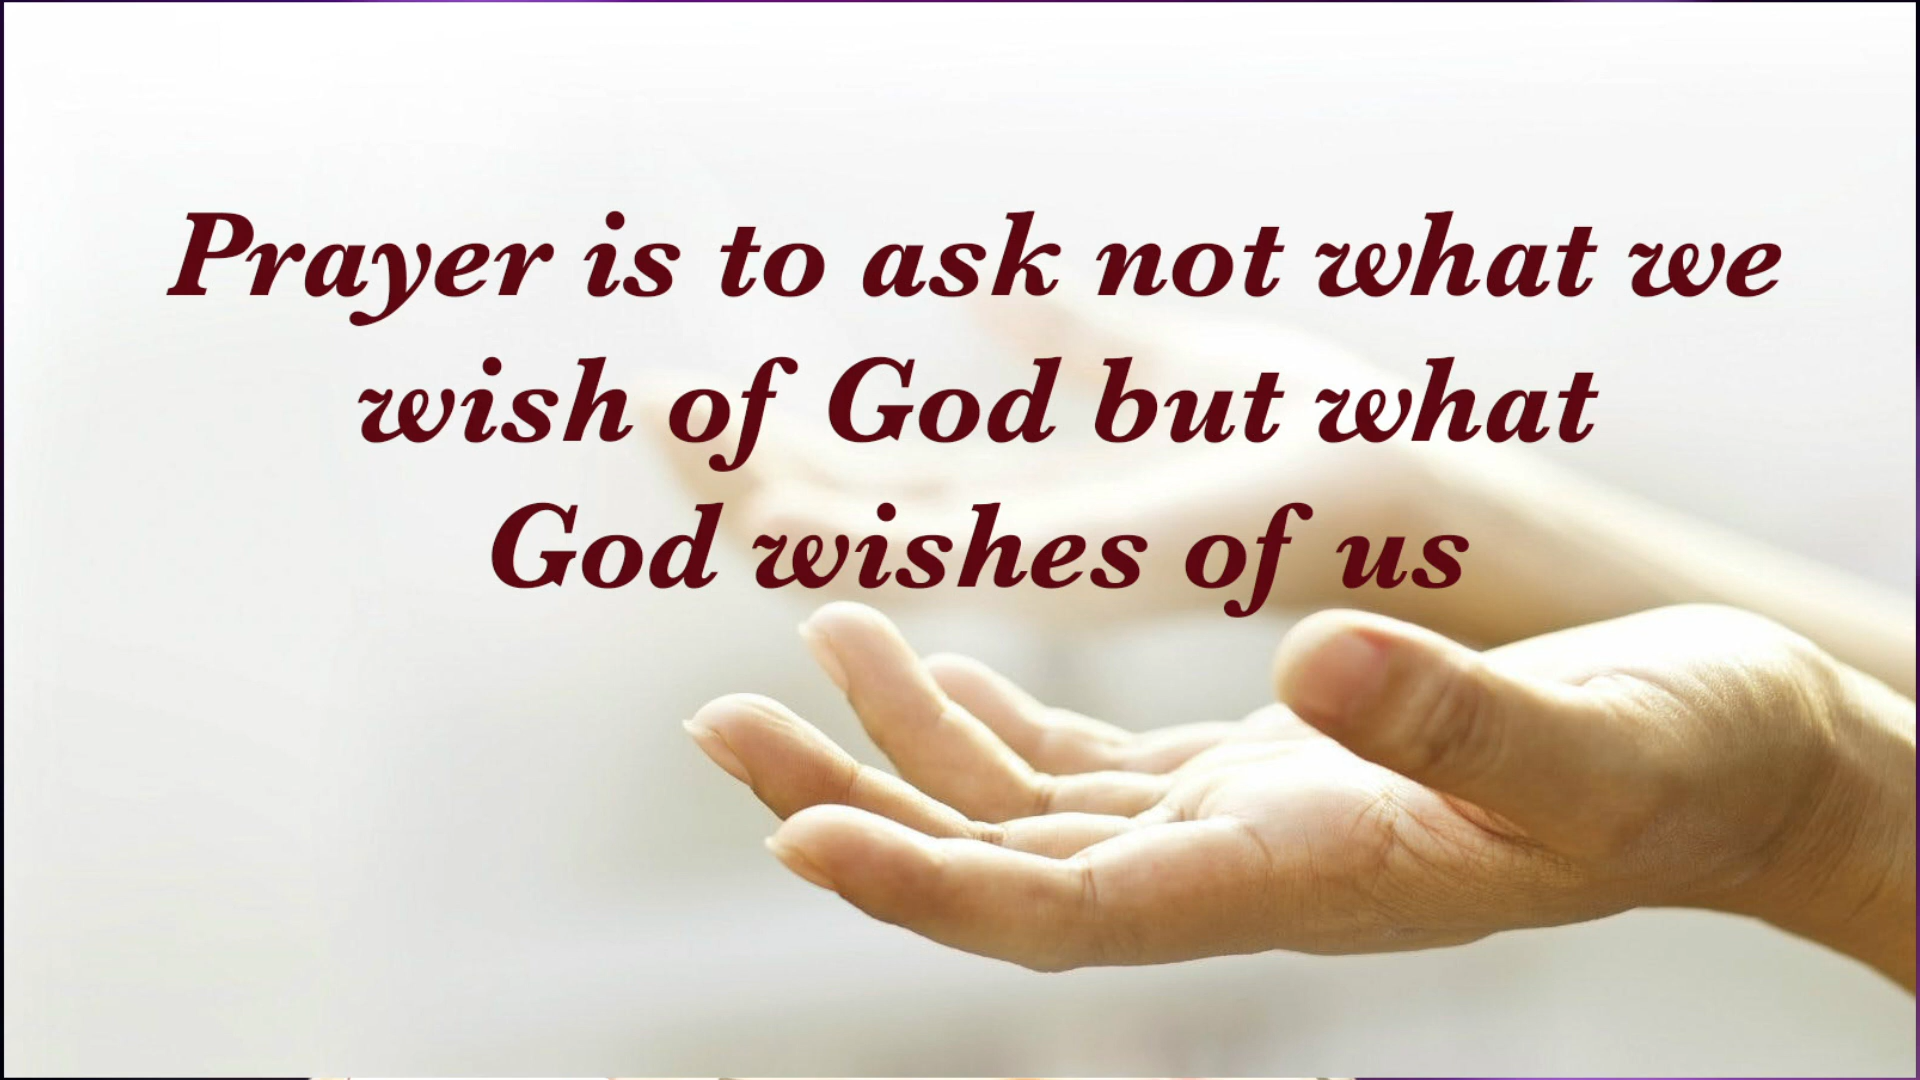 Prayer is to ask not what we
wish of God but what
God wishes of us